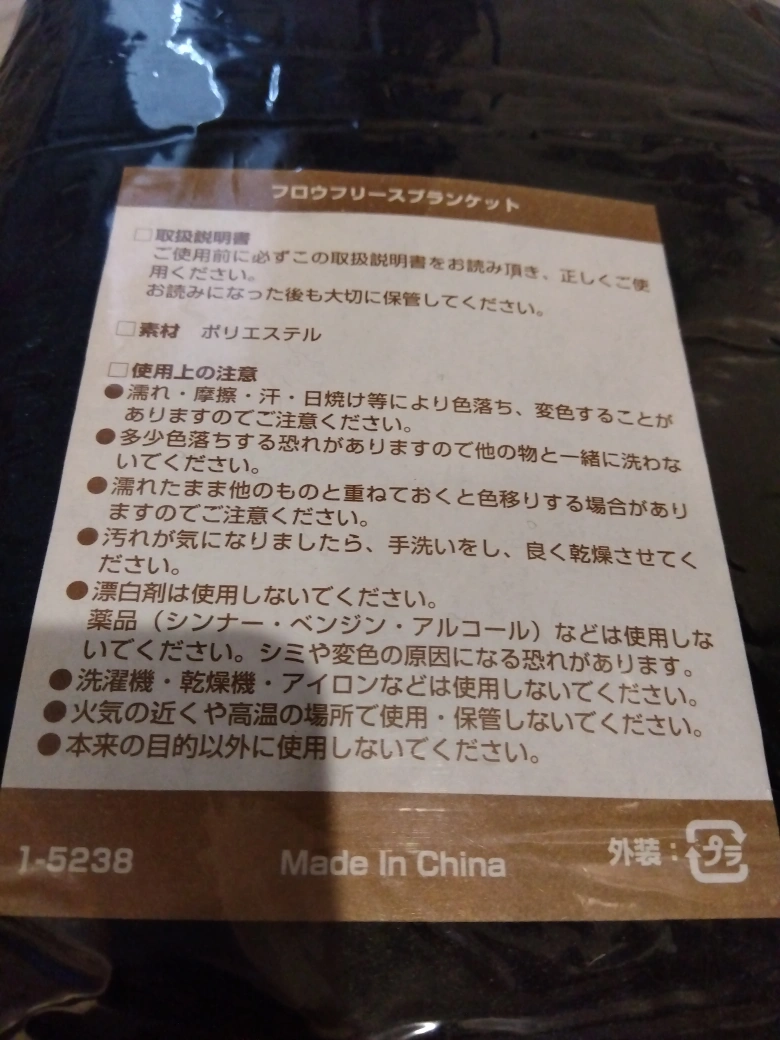 フロウフリースブランケット
□取扱説明書
ご使用前に必ずこの取扱説明書をお読み頂き、正しくご使
用ください。
お読みになった後も大切に保管してください。
□素材 ポリエステル
□使用上の注意
●濡れ・摩擦・汗・日焼け等により色落ち、変色することが
ありますのでご注意ください。
●多少色落ちする恐れがありますので他の物と一緒に洗わな
いでください。
●濡れたまま他のものと重ねておくと色移りする場合があり
ますのでご注意ください。
●汚れが気になりましたら、手洗いをし、良く乾燥させてく
ださい。
●漂白剤は使用しないでください。
薬品（シンナー・ベンジン・アルコール）などは使用しな
いでください。シミや変色の原因になる恐れがあります。
●洗濯機・乾燥機・アイロンなどは使用しないでください。
●火気の近くや高温の場所で使用・保管しないでください。
●本来の目的以外に使用しないでください。
1-5238 Made In China 外装：プラ